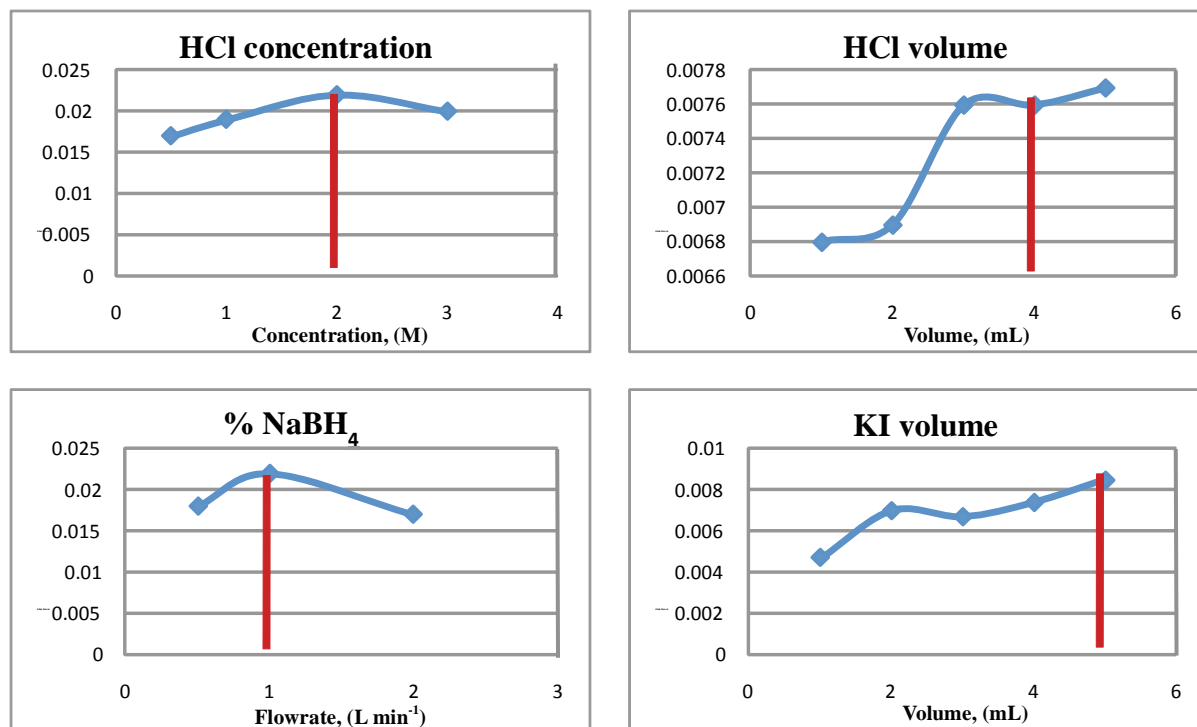 HCl concentration
0.025
0.02
0.015
0.01
0.005
0
0 1 2 3 4
Concentration, (M)
HCl volume
0.0078
0.0076
0.0074
0.0072
0.007
0.0068
0.0066
0 2 4 6
Volume, (mL)
% NaBH₄
0.025
0.02
0.015
0.01
0.005
0
0 1 2 3
Flowrate, (L min⁻¹)
KI volume
0.01
0.008
0.006
0.004
0.002
0
0 2 4 6
Volume, (mL)